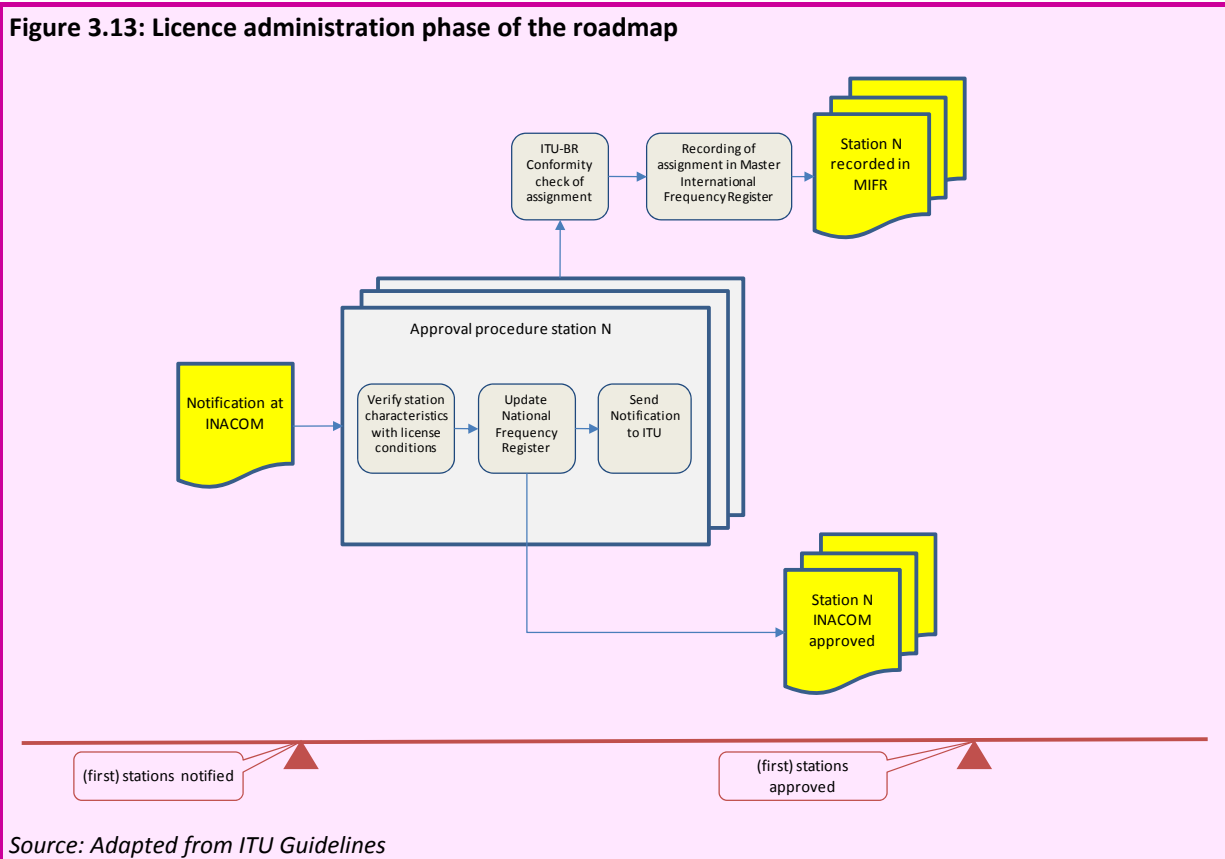 Figure 3.13: Licence administration phase of the roadmap
ITU-BR
Conformity
check of
assignment
Recording of
assignment in Master
International
Frequency Register
Station N
recorded in
MIFR
Approval procedure station N
Notification at
INACOM
Verify station
characteristics
with license
conditions
Update
National
Frequency
Register
Send
Notification
to ITU
Station N
INACOM
approved
(first) stations notified
(first) stations
approved
Source: Adapted from ITU Guidelines